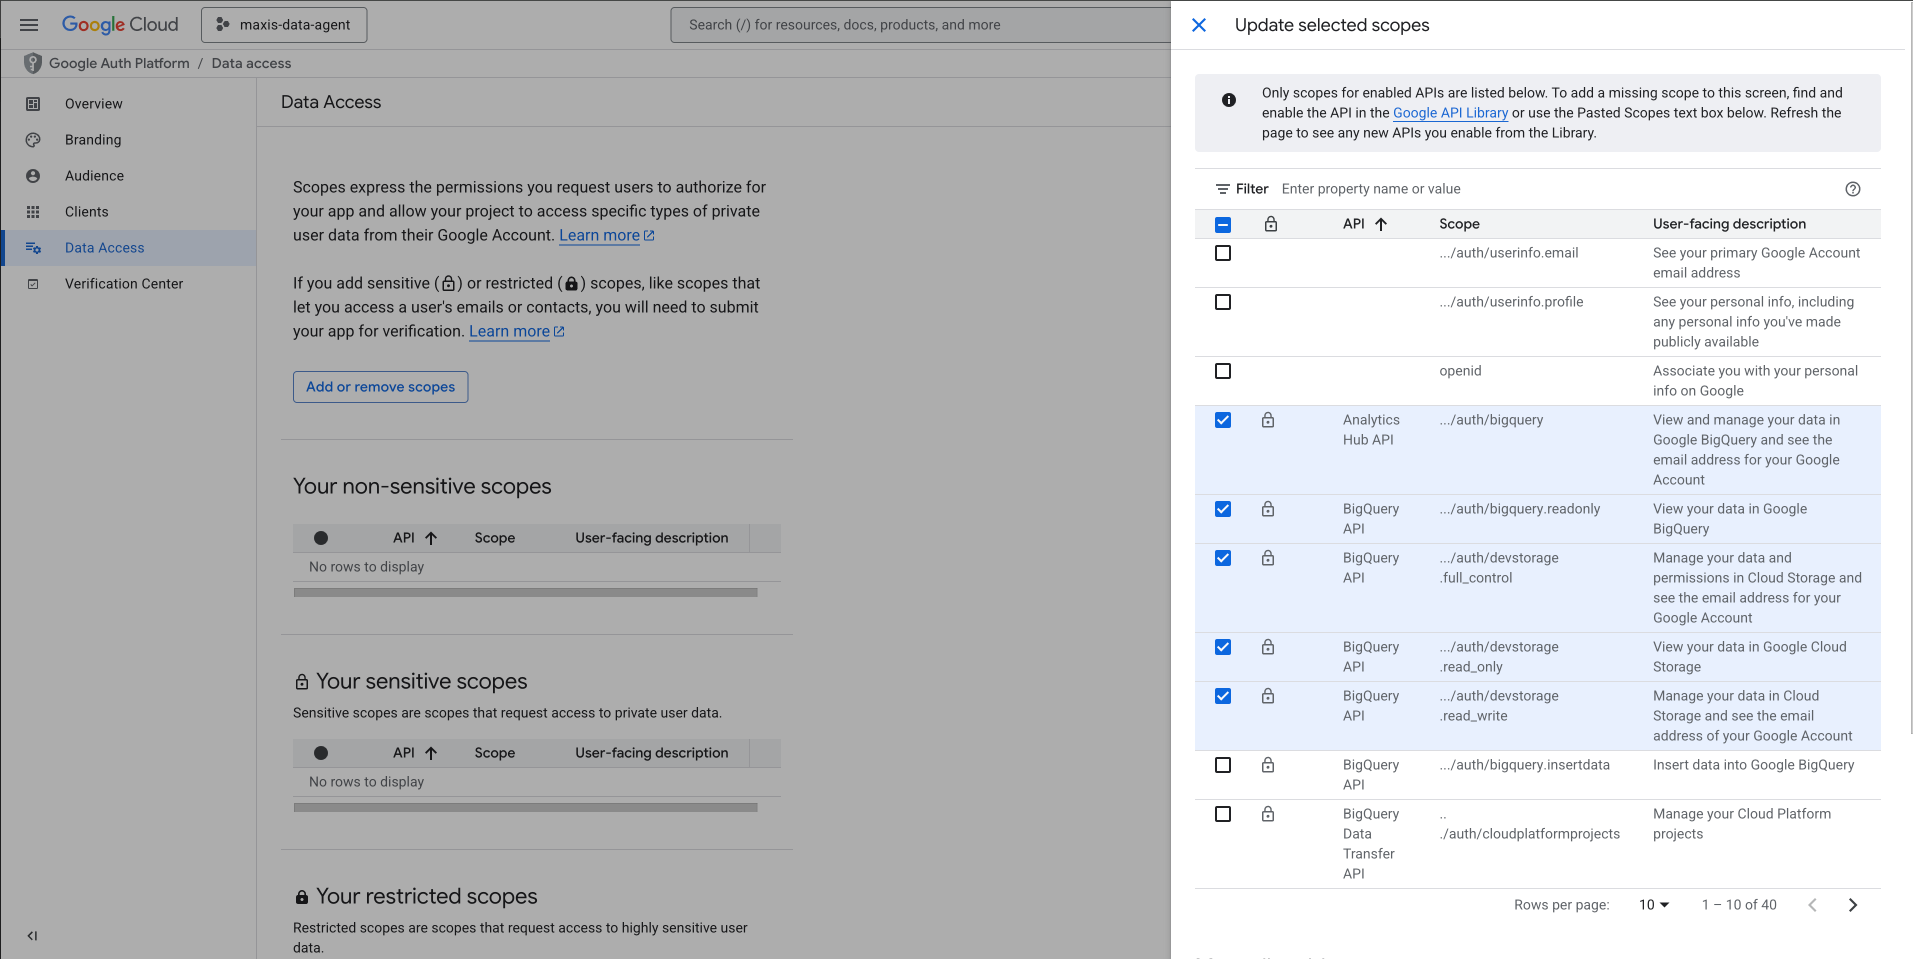 Google Cloud
maxis-data-agent
Search (/) for resources, docs, products, and more
Google Auth Platform / Data access
Overview
Branding
Audience
Clients
Data Access
Verification Center
Data Access
Scopes express the permissions you request users to authorize for
your app and allow your project to access specific types of private
user data from their Google Account. Learn more
If you add sensitive ( ) or restricted ( ) scopes, like scopes that
let you access a user's emails or contacts, you will need to submit
your app for verification. Learn more
Add or remove scopes
Your non-sensitive scopes
API Scope User-facing description
No rows to display
Your sensitive scopes
Sensitive scopes are scopes that request access to private user data.
API Scope User-facing description
No rows to display
Your restricted scopes
Restricted scopes are scopes that request access to highly sensitive user
data.
Update selected scopes
Only scopes for enabled APIs are listed below. To add a missing scope to this screen, find and
enable the API in the Google API Library or use the Pasted Scopes text box below. Refresh the
page to see any new APIs you enable from the Library.
Filter Enter property name or value
API Scope User-facing description
.../auth/userinfo.email See your primary Google Account
email address
.../auth/userinfo.profile See your personal info, including
any personal info you've made
publicly available
openid Associate you with your personal
info on Google
Analytics .../auth/bigquery View and manage your data in
Hub API Google BigQuery and see the
email address for your Google
Account
BigQuery .../auth/bigquery.readonly View your data in Google
API BigQuery
BigQuery .../auth/devstorage Manage your data and
API .full_control permissions in Cloud Storage and
see the email address for your
Google Account
BigQuery .../auth/devstorage View your data in Google Cloud
API .read_only Storage
BigQuery .../auth/devstorage Manage your data in Cloud
API .read_write Storage and see the email
address of your Google Account
BigQuery .../auth/bigquery.insertdata Insert data into Google BigQuery
API
BigQuery .. Manage your Cloud Platform
Data ./auth/cloudplatformprojects projects
Transfer
API
Rows per page: 10 1 – 10 of 40